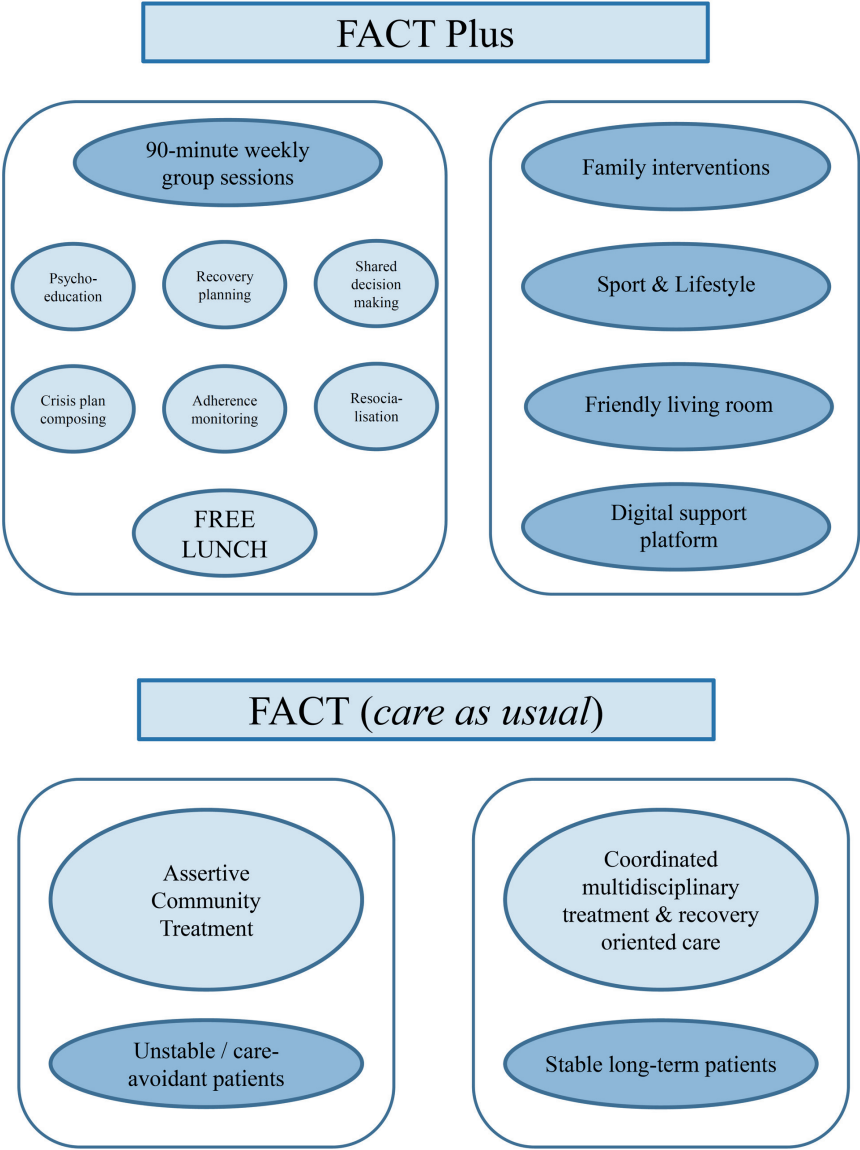 FACT Plus
90-minute weekly
group sessions
Psycho-
education
Recovery
planning
Shared
decision
making
Crisis plan
composing
Adherence
monitoring
Resocia-
lisation
FREE
LUNCH
Family interventions
Sport & Lifestyle
Friendly living room
Digital support
platform
FACT (care as usual)
Assertive
Community
Treatment
Unstable / care-
avoidant patients
Coordinated
multidisciplinary
treatment & recovery
oriented care
Stable long-term patients